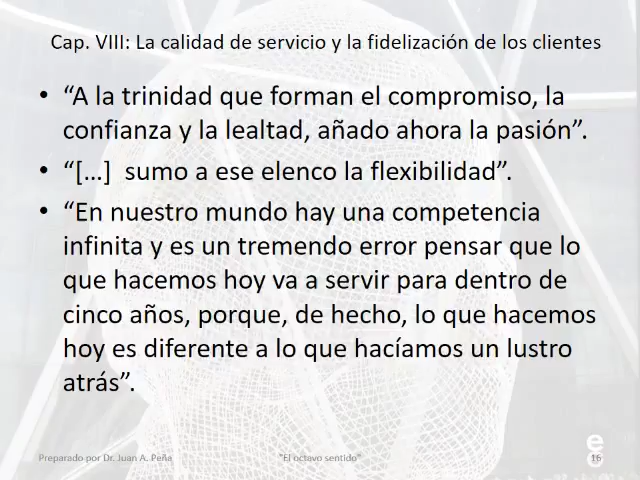 Cap. VIII: La calidad de servicio y la fidelización de los clientes
• “A la trinidad que forman el compromiso, la
confianza y la lealtad, añado ahora la pasión”.
• “[…]  sumo a ese elenco la flexibilidad”.
• “En nuestro mundo hay una competencia
infinita y es un tremendo error pensar que lo
que hacemos hoy va a servir para dentro de
cinco años, porque, de hecho, lo que hacemos
hoy es diferente a lo que hacíamos un lustro
atrás”.
Preparado por Dr. Juan A. Peña
"El octavo sentido"
16